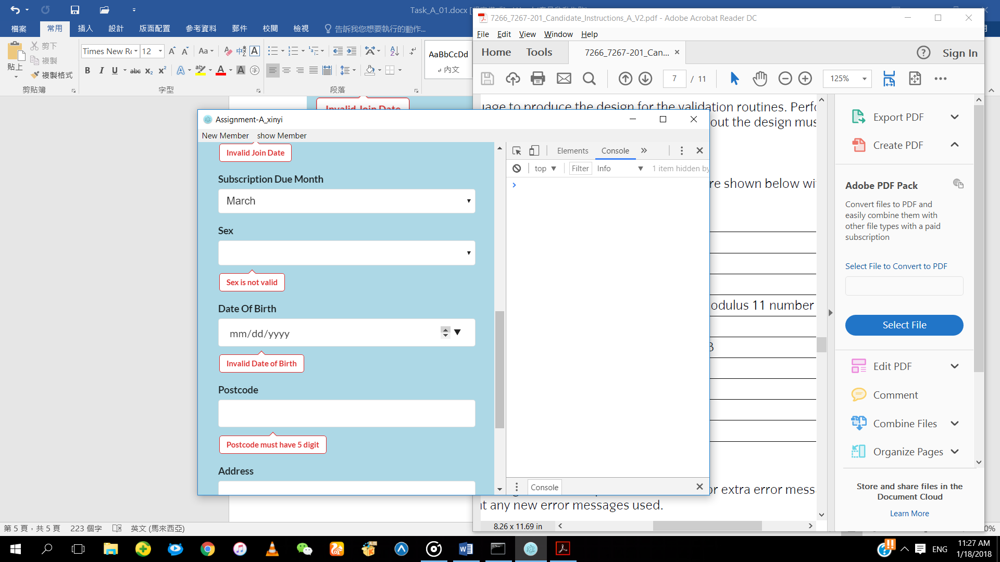 Task_A_01.docx
檔案 常用 插入 設計 版面配置 參考資料 郵件 校閱 檢視 告訴我您想要執行的動作...
貼上
剪下
複製
複製格式
剪貼簿
Times New Ro 12
字型
段落
AaBbCcDd
內文
Invalid Join Date
7266_7267-201_Candidate_Instructions_A_V2.pdf - Adobe Acrobat Reader DC
File Edit View Window Help
Home Tools 7266_7267-201_Can... Sign In
7 / 11 125%
uage to produce the design for the validation routines. Perfo
out the design mus
re shown below wi
odulus 11 number
3
or extra error mess
nt any new error messages used.
8.26 x 11.69 in
Export PDF
Create PDF
Adobe PDF Pack
Convert files to PDF and
easily combine them with
other file types with a paid
subscription
Select File to Convert to PDF
Select File
Edit PDF
Comment
Combine Files
Organize Pages
Store and share files in the
Document Cloud
Learn More
Assignment-A_xinyi
New Member show Member
Invalid Join Date
Subscription Due Month
March
Sex
Sex is not valid
Date Of Birth
mm/dd/yyyy
Invalid Date of Birth
Postcode
Postcode must have 5 digit
Address
Elements Console
top Filter Info 1 item hidden by
Console
第 5 頁，共 5 頁 223 個字 英文 (馬來西亞)
0%
ENG
11:27 AM
1/18/2018